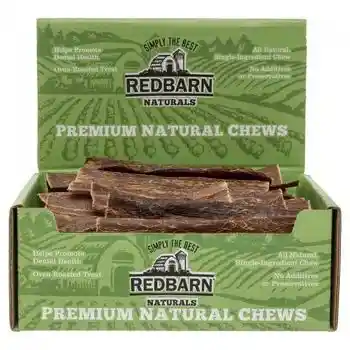 SIMPLY THE BEST
REDBARN
NATURALS
Helps Promote
Dental Health
Oven Roasted Treat
All Natural,
Single-Ingredient Chew
No Additives
or Preservatives
PREMIUM NATURAL CHEWS
SIMPLY THE BEST
REDBARN
NATURALS
Helps Promote
Dental Health
Oven Roasted Treat
All Natural,
Single-Ingredient Chew
No Additives
or Preservatives
PREMIUM NATURAL CHEWS